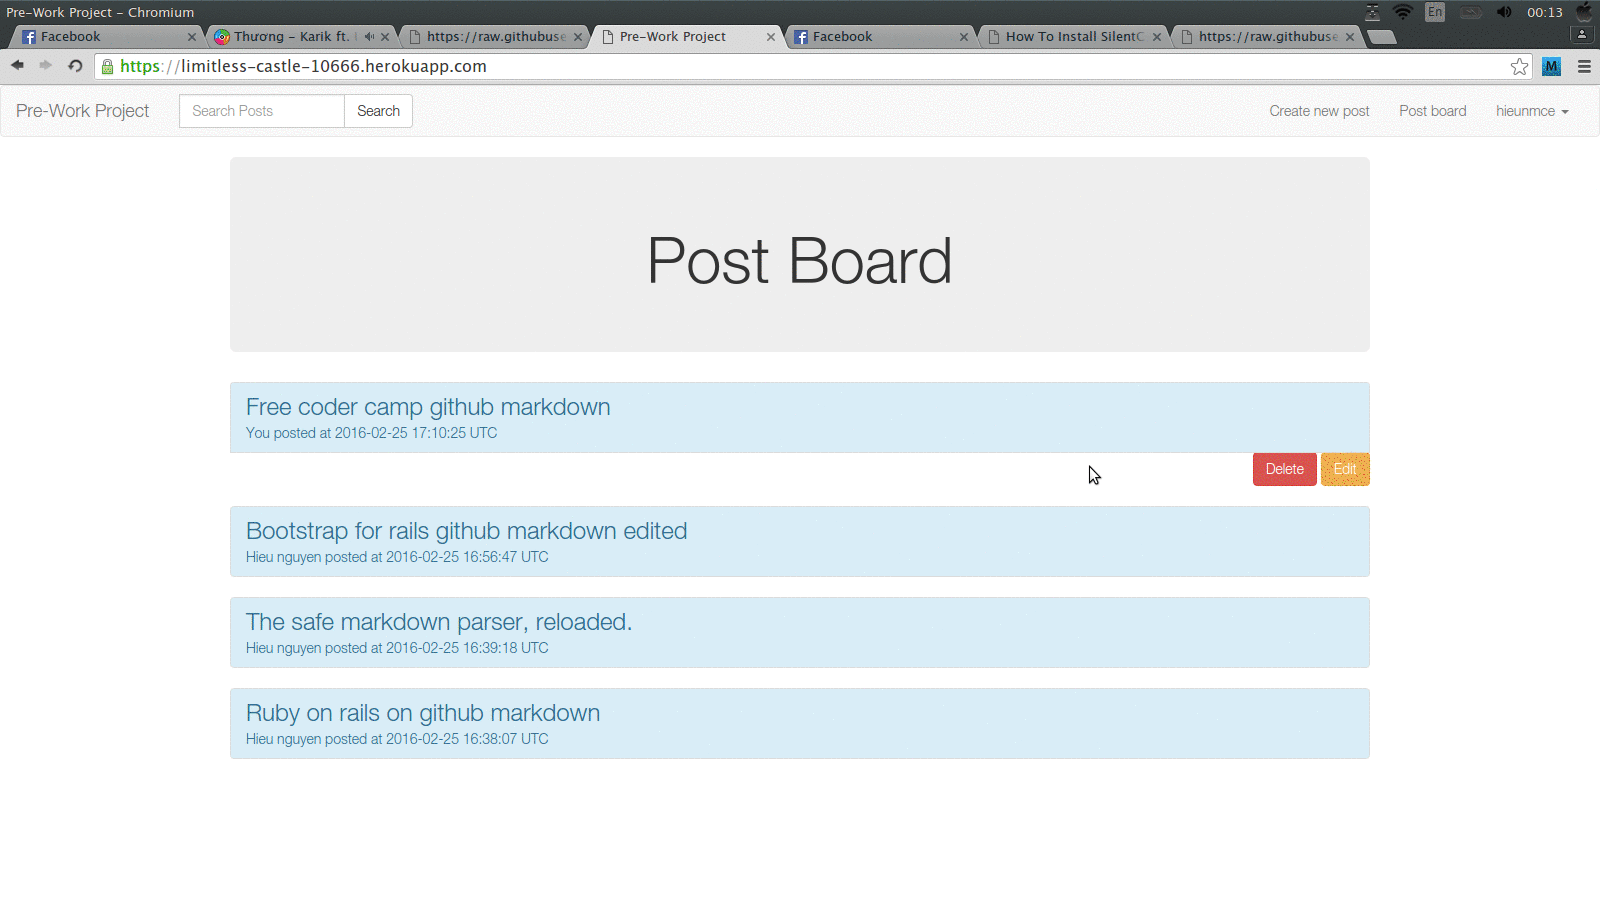 Pre-Work Project - Chromium
En
00:13
Facebook
Thương - Karik ft.
https://raw.githubuse
Pre-Work Project
Facebook
How To Install SilentC
https://raw.githubuse
https://limitless-castle-10666.herokuapp.com
M
Pre-Work Project
Search Posts
Search
Create new post
Post board
hieunmce
Post Board
Free coder camp github markdown
You posted at 2016-02-25 17:10:25 UTC
Delete
Edit
Bootstrap for rails github markdown edited
Hieu nguyen posted at 2016-02-25 16:56:47 UTC
The safe markdown parser, reloaded.
Hieu nguyen posted at 2016-02-25 16:39:18 UTC
Ruby on rails on github markdown
Hieu nguyen posted at 2016-02-25 16:38:07 UTC